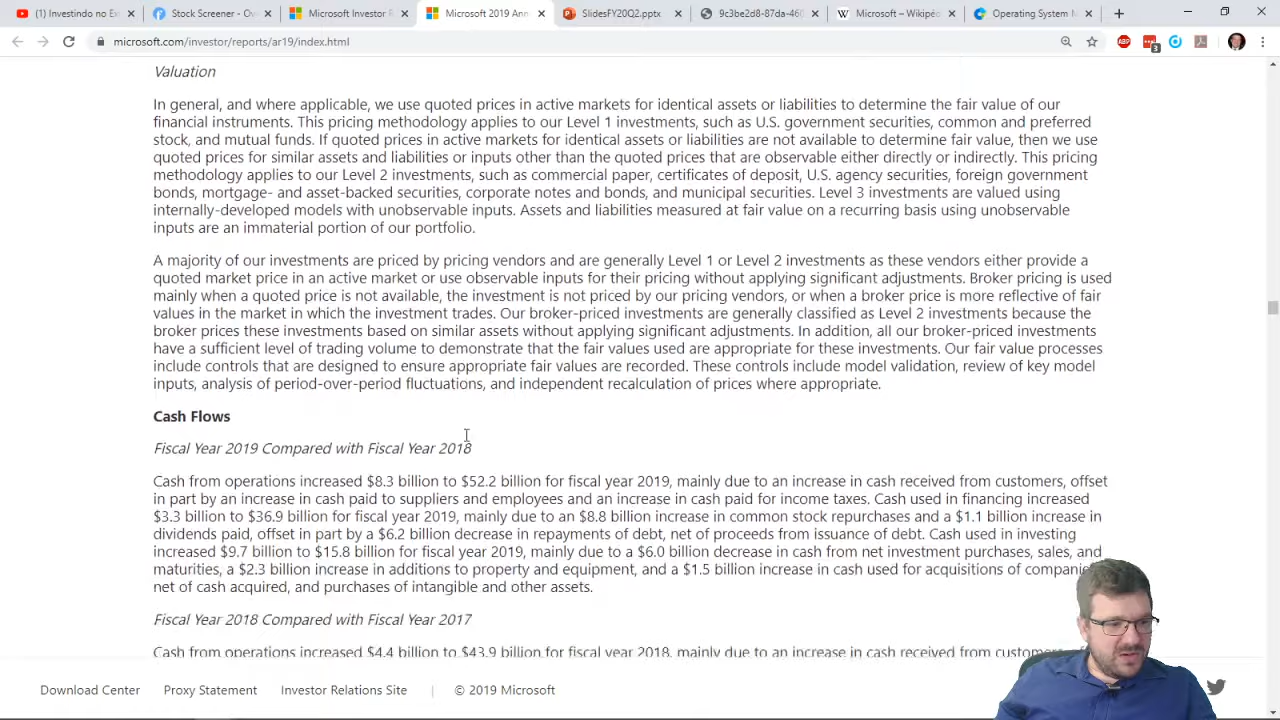 (1) Investindo no Ex
Stock Screener - Ov
Microsoft Investor R
Microsoft 2019 Ann
SlidesFY20Q2.pptx
9c3be2d8-87da-46
Microsoft – Wikipé
Operating System M
microsoft.com/investor/reports/ar19/index.html
ABP
3
Valuation
In general, and where applicable, we use quoted prices in active markets for identical assets or liabilities to determine the fair value of our
financial instruments. This pricing methodology applies to our Level 1 investments, such as U.S. government securities, common and preferred
stock, and mutual funds. If quoted prices in active markets for identical assets or liabilities are not available to determine fair value, then we use
quoted prices for similar assets and liabilities or inputs other than the quoted prices that are observable either directly or indirectly. This pricing
methodology applies to our Level 2 investments, such as commercial paper, certificates of deposit, U.S. agency securities, foreign government
bonds, mortgage- and asset-backed securities, corporate notes and bonds, and municipal securities. Level 3 investments are valued using
internally-developed models with unobservable inputs. Assets and liabilities measured at fair value on a recurring basis using unobservable
inputs are an immaterial portion of our portfolio.
A majority of our investments are priced by pricing vendors and are generally Level 1 or Level 2 investments as these vendors either provide a
quoted market price in an active market or use observable inputs for their pricing without applying significant adjustments. Broker pricing is used
mainly when a quoted price is not available, the investment is not priced by our pricing vendors, or when a broker price is more reflective of fair
values in the market in which the investment trades. Our broker-priced investments are generally classified as Level 2 investments because the
broker prices these investments based on similar assets without applying significant adjustments. In addition, all our broker-priced investments
have a sufficient level of trading volume to demonstrate that the fair values used are appropriate for these investments. Our fair value processes
include controls that are designed to ensure appropriate fair values are recorded. These controls include model validation, review of key model
inputs, analysis of period-over-period fluctuations, and independent recalculation of prices where appropriate.
Cash Flows
Fiscal Year 2019 Compared with Fiscal Year 2018
Cash from operations increased $8.3 billion to $52.2 billion for fiscal year 2019, mainly due to an increase in cash received from customers, offset
in part by an increase in cash paid to suppliers and employees and an increase in cash paid for income taxes. Cash used in financing increased
$3.3 billion to $36.9 billion for fiscal year 2019, mainly due to an $8.8 billion increase in common stock repurchases and a $1.1 billion increase in
dividends paid, offset in part by a $6.2 billion decrease in repayments of debt, net of proceeds from issuance of debt. Cash used in investing
increased $9.7 billion to $15.8 billion for fiscal year 2019, mainly due to a $6.0 billion decrease in cash from net investment purchases, sales, and
maturities, a $2.3 billion increase in additions to property and equipment, and a $1.5 billion increase in cash used for acquisitions of companie
net of cash acquired, and purchases of intangible and other assets.
Fiscal Year 2018 Compared with Fiscal Year 2017
Cash from operations increased $4.4 billion to $43.9 billion for fiscal year 2018, mainly due to an increase in cash received from customers,
Download Center
Proxy Statement
Investor Relations Site
© 2019 Microsoft